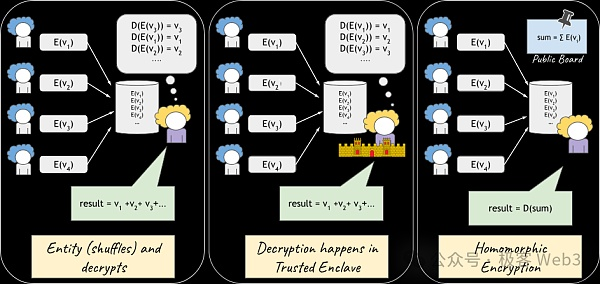 E(v₁)
E(v₂)
E(v₃)
E(v₄)
D(E(v₃)) = v₃
D(E(v₁)) = v₁
D(E(v₂)) = v₂
....
E(v₁)
E(v₂)
E(v₃)
E(v₄)
...
result = v₁ +v₂+ v₃+...
Entity (shuffles) and
decrypts
E(v₁)
E(v₂)
E(v₃)
E(v₄)
D(E(v₁)) = v₁
D(E(v₂)) = v₂
D(E(v₃)) = v₃
....
E(v₁)
E(v₂)
E(v₃)
E(v₄)
...
result = v₁ +v₂+ v₃+...
Decryption happens in
Trusted Enclave
E(v₁)
E(v₂)
E(v₃)
E(v₄)
sum = ∑ E(vᵢ)
Public Board
E(v₁)
E(v₂)
E(v₃)
E(v₄)
...
result = D(sum)
Homomorphic
Encryption
公众号 · 极客 Web3